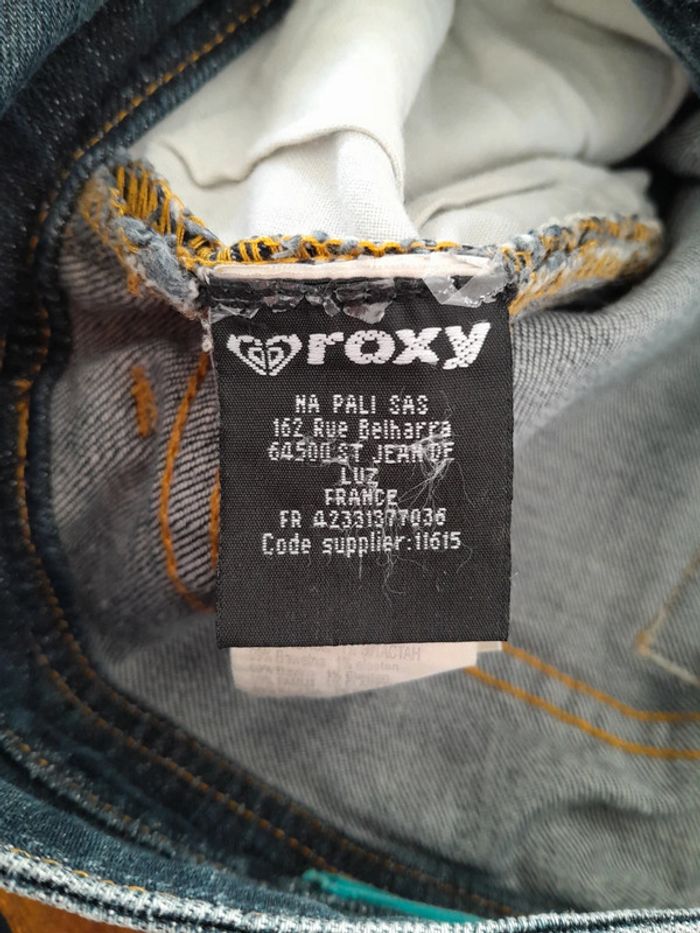 roxy
NA PALI SAS
162 Rue Belharra
64500 ST JEAN DE
LUZ
FRANCE
FR 42331377036
Code supplier:11615